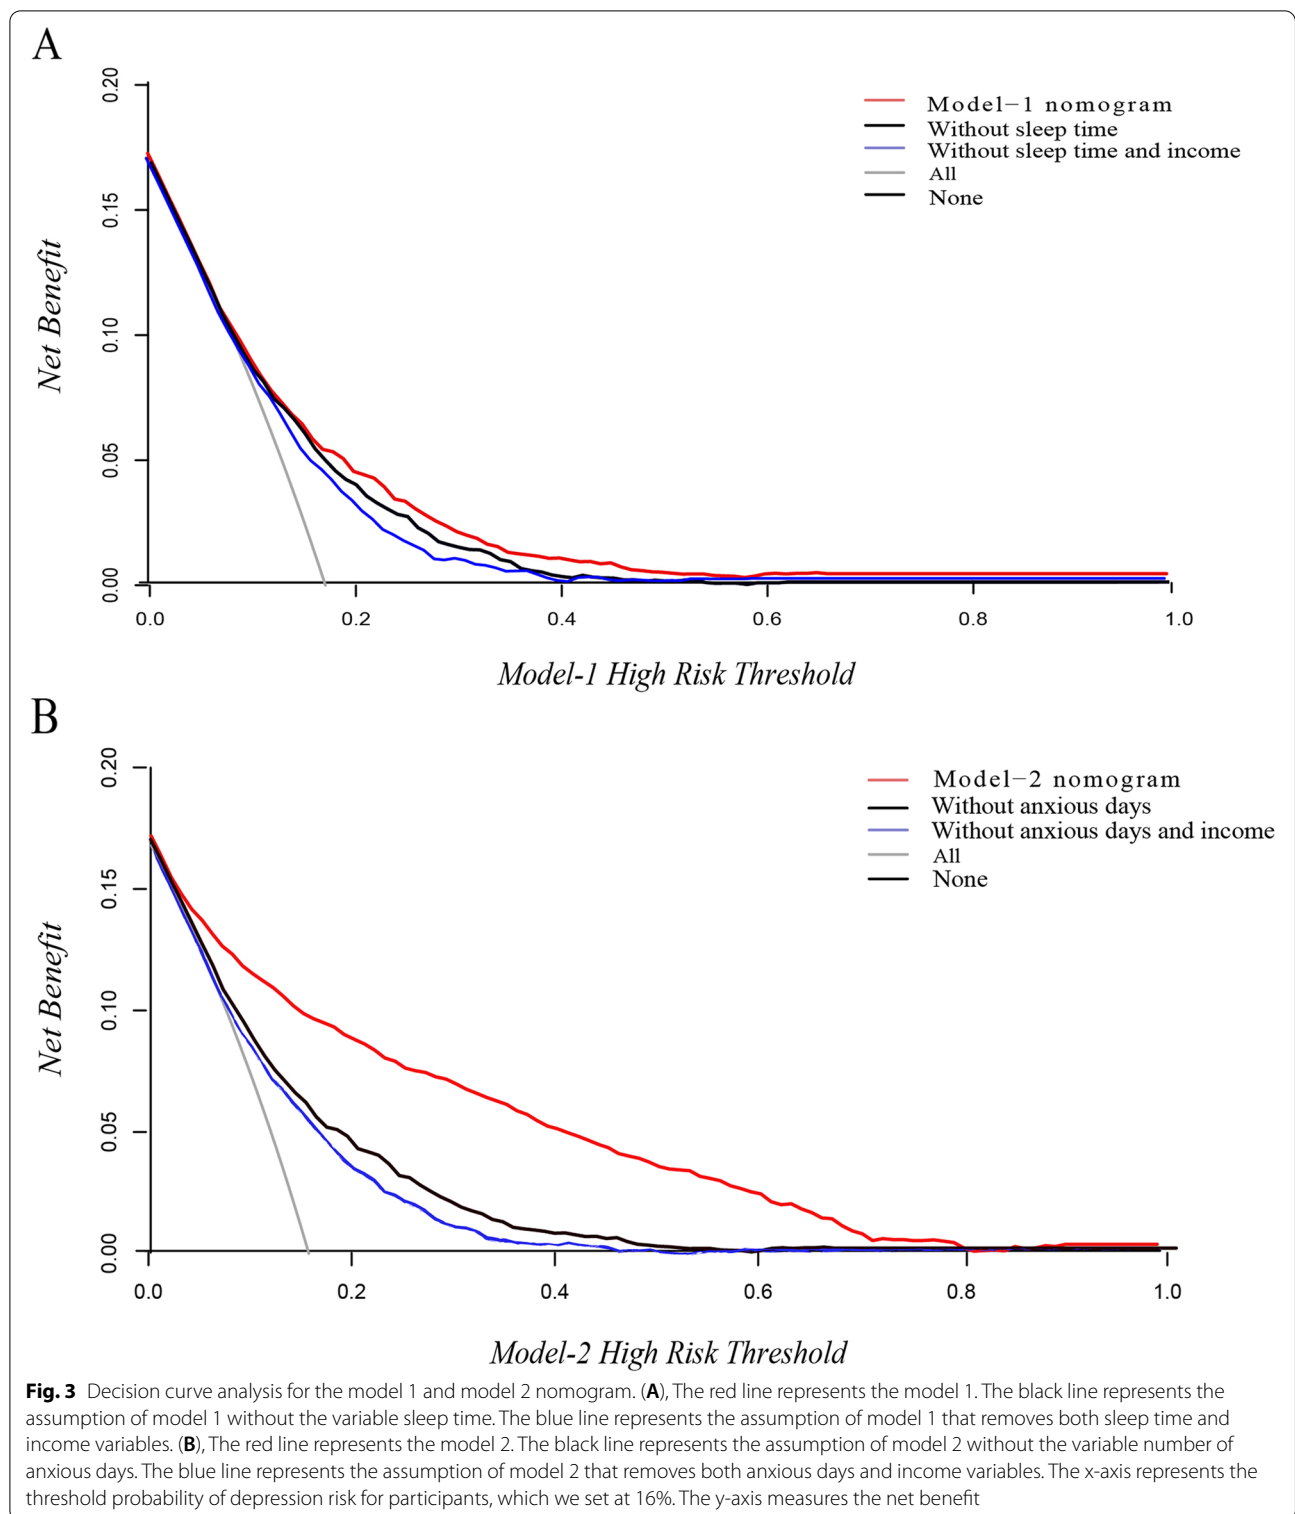 A
0.20
0.15
0.10
0.05
0.00
Net Benefit
Model−1 nomogram
Without sleep time
Without sleep time and income
All
None
0.0 0.2 0.4 0.6 0.8 1.0
Model-1 High Risk Threshold
B
0.20
0.15
0.10
0.05
0.00
Net Benefit
Model−2 nomogram
Without anxious days
Without anxious days and income
All
None
0.0 0.2 0.4 0.6 0.8 1.0
Model-2 High Risk Threshold
Fig. 3 Decision curve analysis for the model 1 and model 2 nomogram. (A), The red line represents the model 1. The black line represents the
assumption of model 1 without the variable sleep time. The blue line represents the assumption of model 1 that removes both sleep time and
income variables. (B), The red line represents the model 2. The black line represents the assumption of model 2 without the variable number of
anxious days. The blue line represents the assumption of model 2 that removes both anxious days and income variables. The x-axis represents the
threshold probability of depression risk for participants, which we set at 16%. The y-axis measures the net benefit